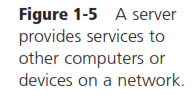 Figure 1-5 A server
provides services to
other computers or
devices on a network.